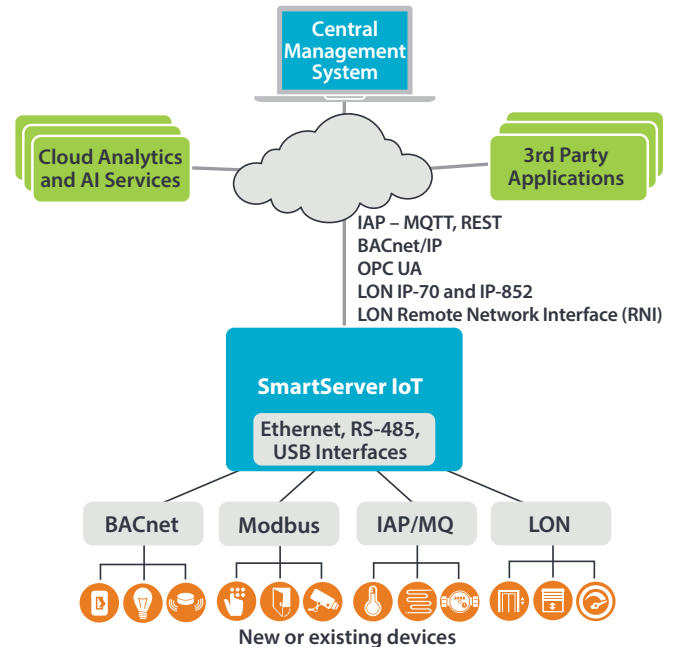 Central
Management
System
Cloud Analytics
and AI Services
3rd Party
Applications
IAP – MQTT, REST
BACnet/IP
OPC UA
LON IP-70 and IP-852
LON Remote Network Interface (RNI)
SmartServer IoT
Ethernet, RS-485,
USB Interfaces
BACnet
Modbus
IAP/MQ
LON
New or existing devices